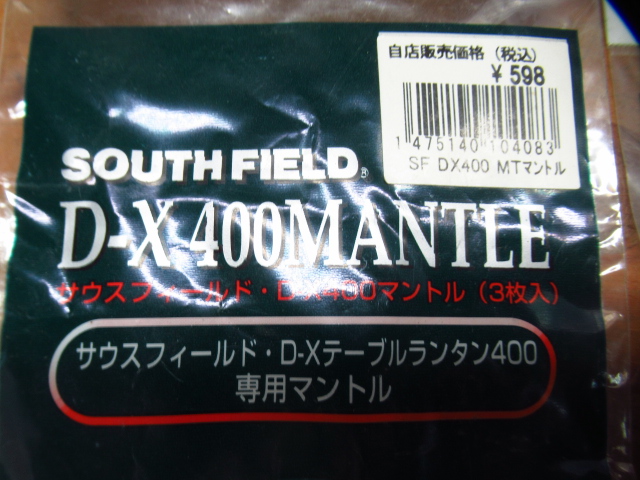 自店販売価格 (税込)
¥598
1 475140 104083
SF DX400 MTマントル
SOUTH FIELD®
D-X 400MANTLE
サウスフィールド・D-X400マントル（3枚入）
サウスフィールド・D-Xテーブルランタン400
専用マントル